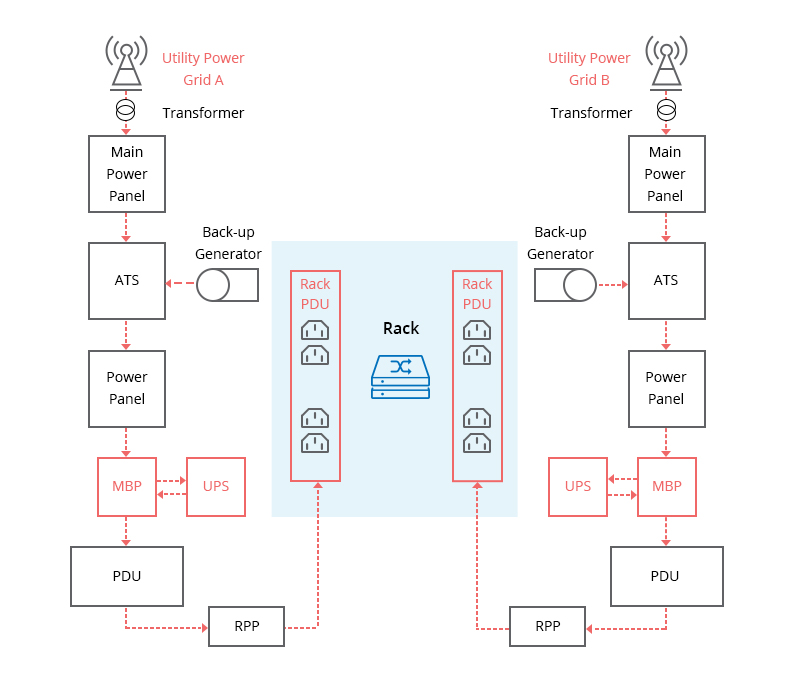 Utility Power
Grid A
Utility Power
Grid B
Transformer
Transformer
Main
Power
Panel
Main
Power
Panel
Back-up
Generator
Back-up
Generator
ATS
ATS
Rack
PDU
Rack
PDU
Rack
Power
Panel
Power
Panel
MBP
UPS
UPS
MBP
PDU
PDU
RPP
RPP